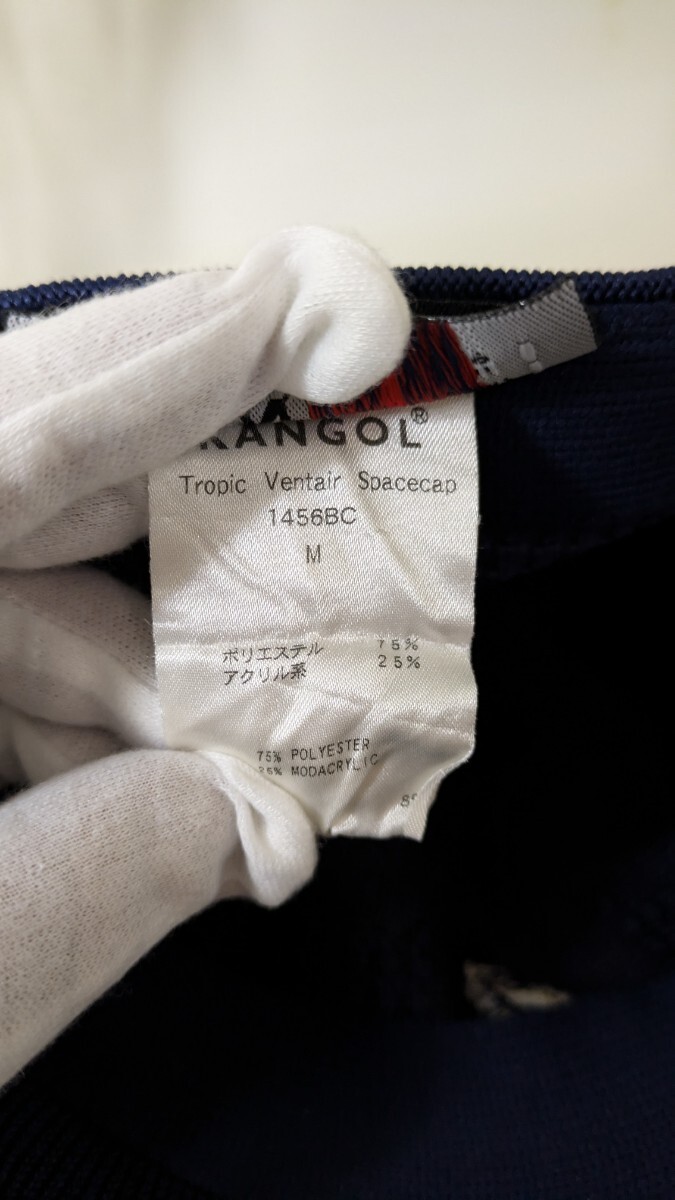 KANGOL®
Tropic Ventair Spacecap
1456BC
M
ポリエステル 75%
アクリル系 25%
75% POLYESTER
25% MODACRYLIC